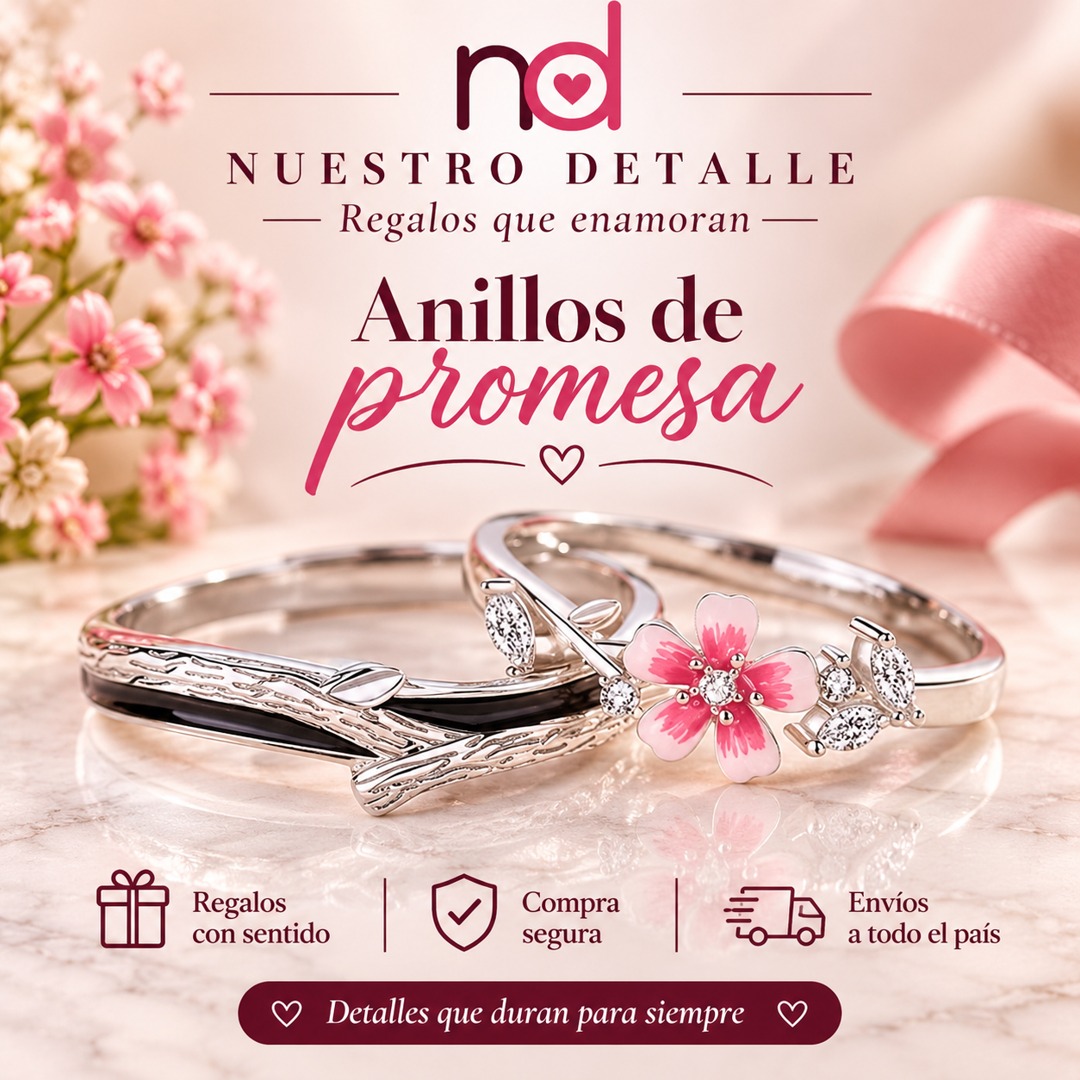 nd
NUESTRO DETALLE
Regalos que enamoran
Anillos de
promesa
Regalos
con sentido
Compra
segura
Envíos
a todo el país
Detalles que duran para siempre